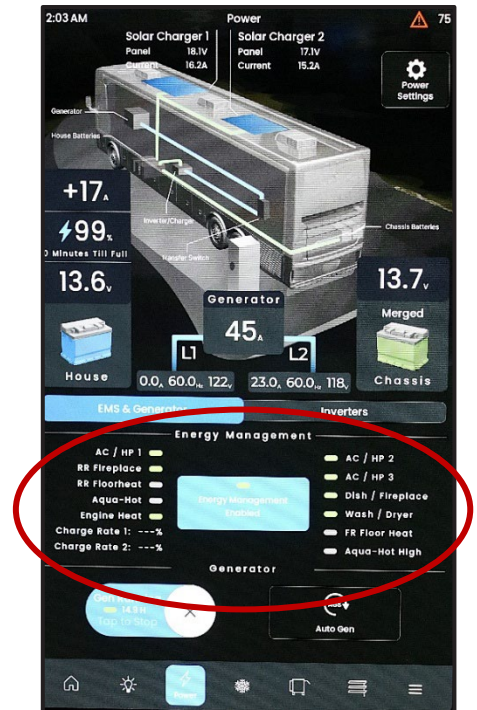 2:03 AM
Power
75
Solar Charger 1
Panel 18.1V
Current 16.2A
Solar Charger 2
Panel 17.1V
Current 15.2A
Power
Settings
Generator
House Batteries
Inverter/Charger
Transfer Switch
Chassis Batteries
+17A
99%
0 Minutes Till Full
13.6V
House
13.7V
Merged
Chassis
Generator
45A
L1
L2
0.0A 60.0Hz 122V
23.0A 60.0Hz 118V
EMS & Generator
Inverters
Energy Management
AC / HP 1
RR Fireplace
RR Floorheat
Aqua-Hot
Engine Heat
Charge Rate 1: ---%
Charge Rate 2: ---%
Energy Management
Enabled
AC / HP 2
AC / HP 3
Dish / Fireplace
Wash / Dryer
FR Floor Heat
Aqua-Hot High
Generator
Gen
14.9 H
Tap to Stop
Auto Gen
Power